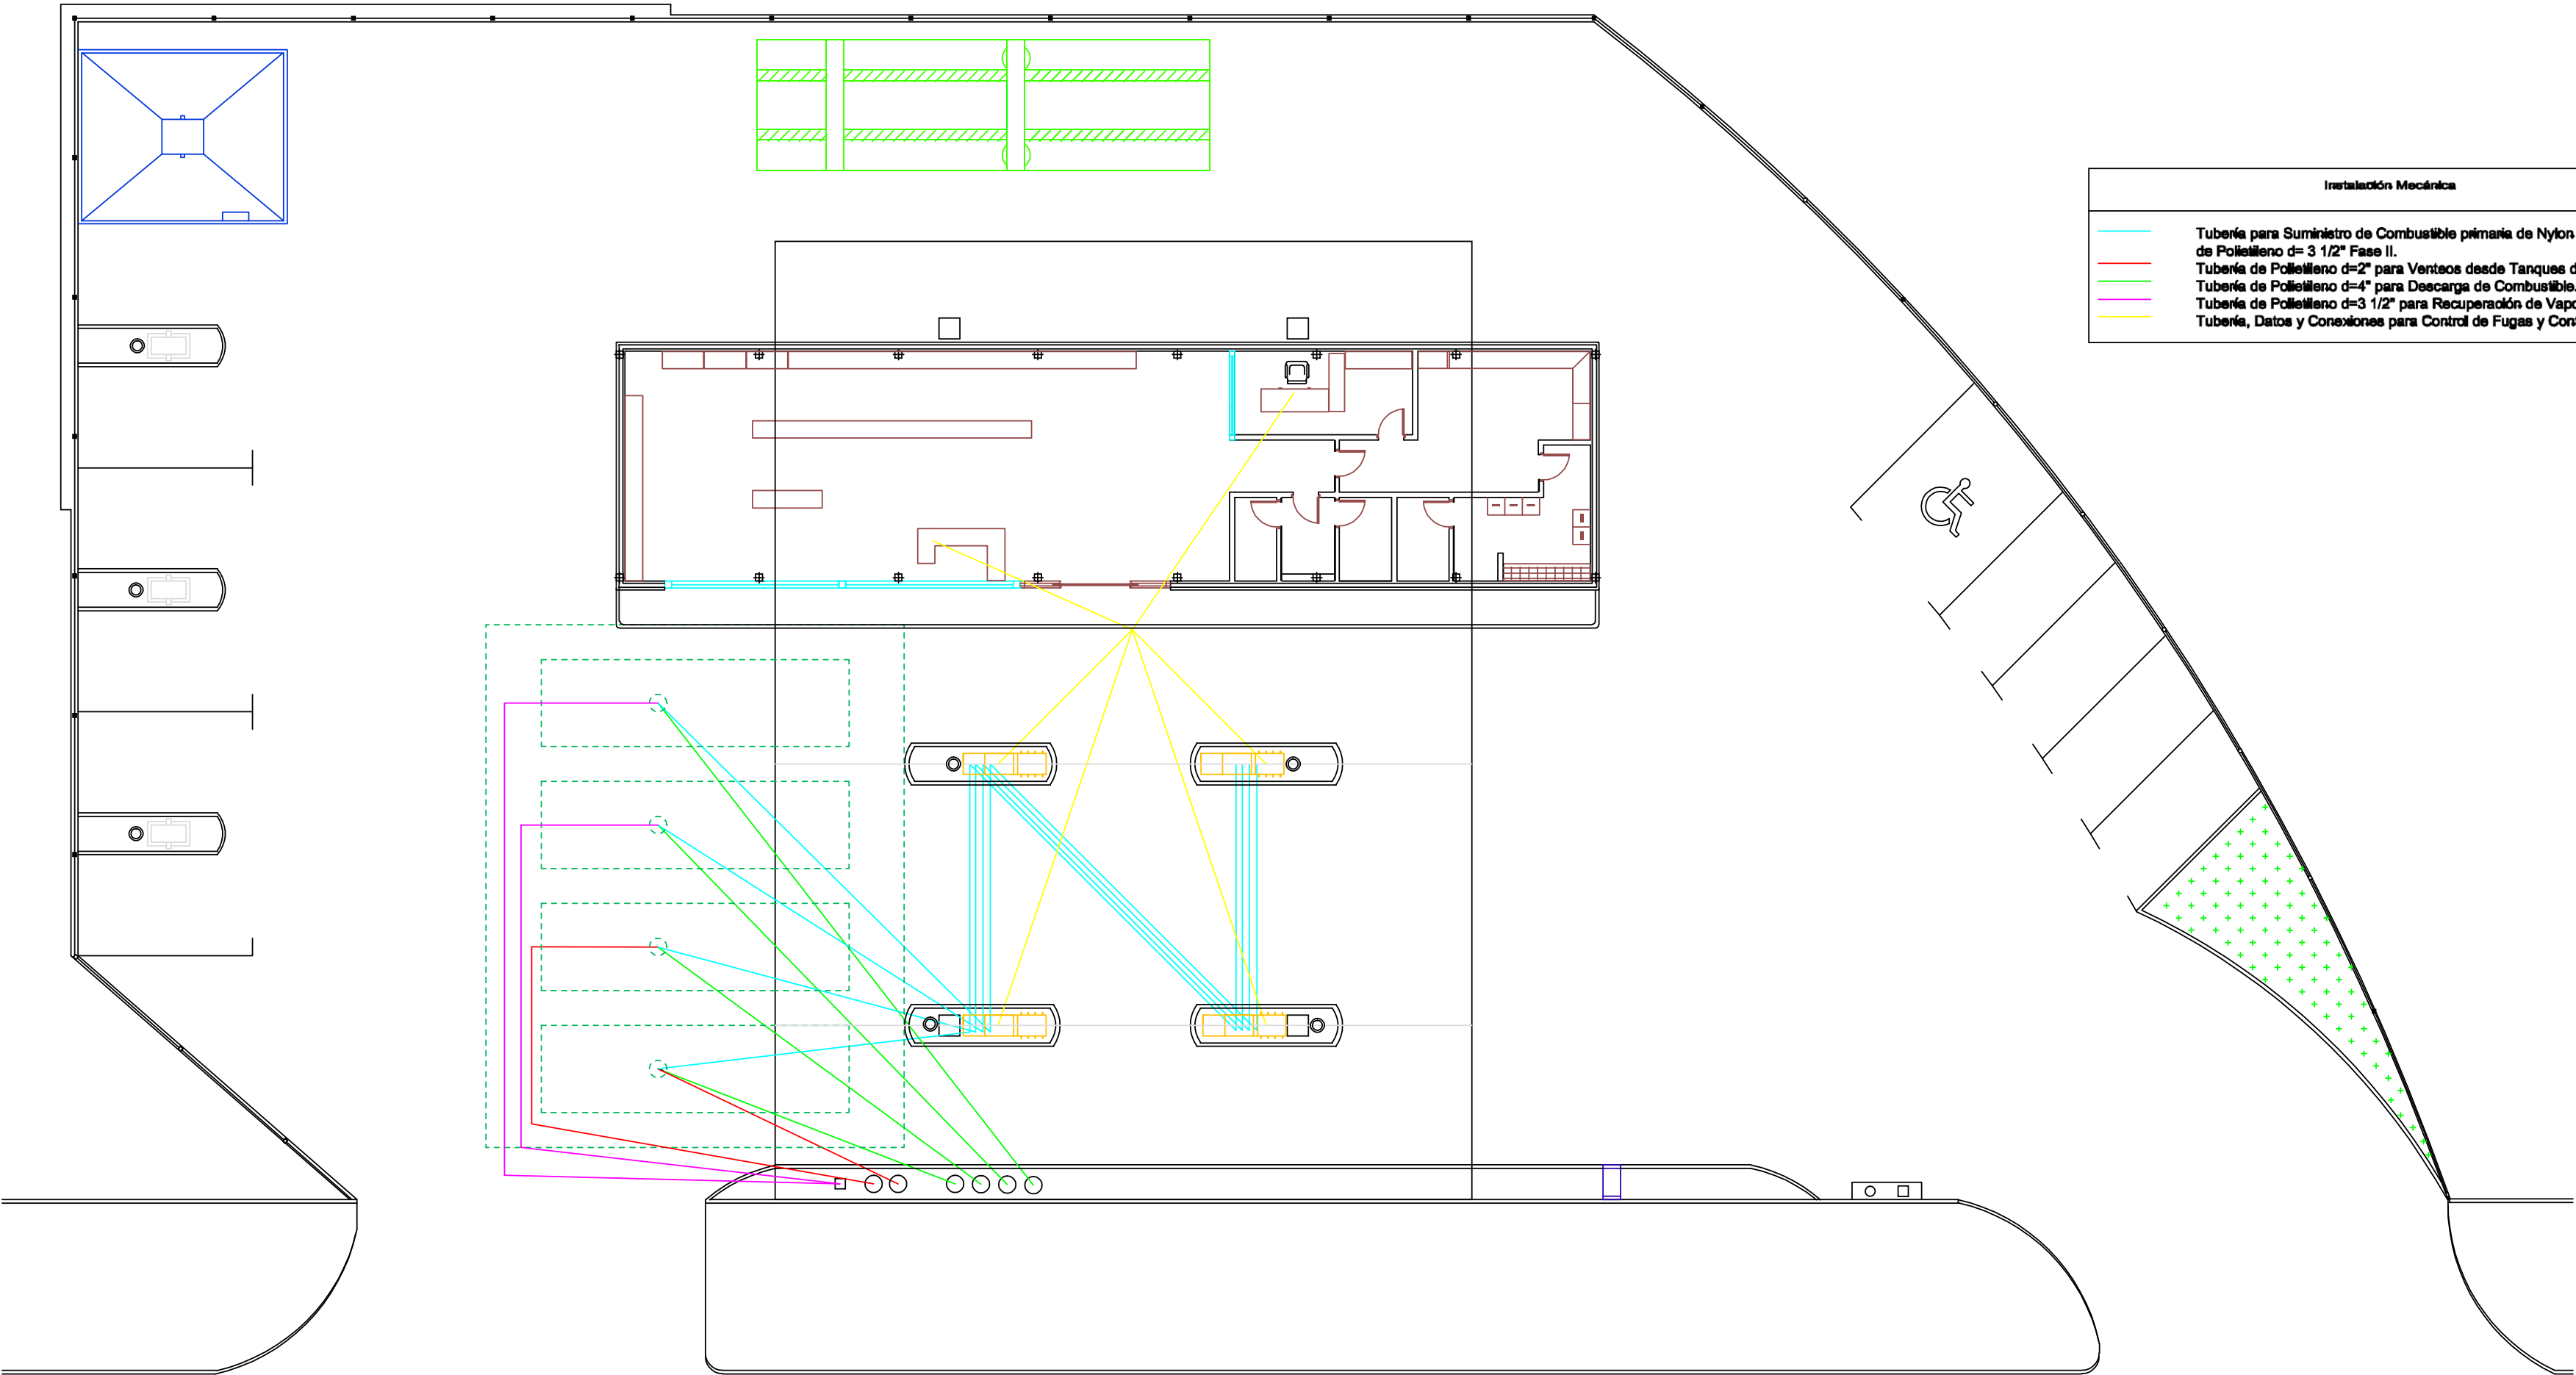 Instalación Mecánica
Tubería para Suministro de Combustible primaria de Nylon
de Polietileno d= 3 1/2" Fase II.
Tubería de Polietileno d=2" para Venteos desde Tanques
Tubería de Polietileno d=4" para Descarga de Combustible.
Tubería de Polietileno d=3 1/2" para Recuperación de
Tubería, Datos y Conexiones para Control de Fugas y